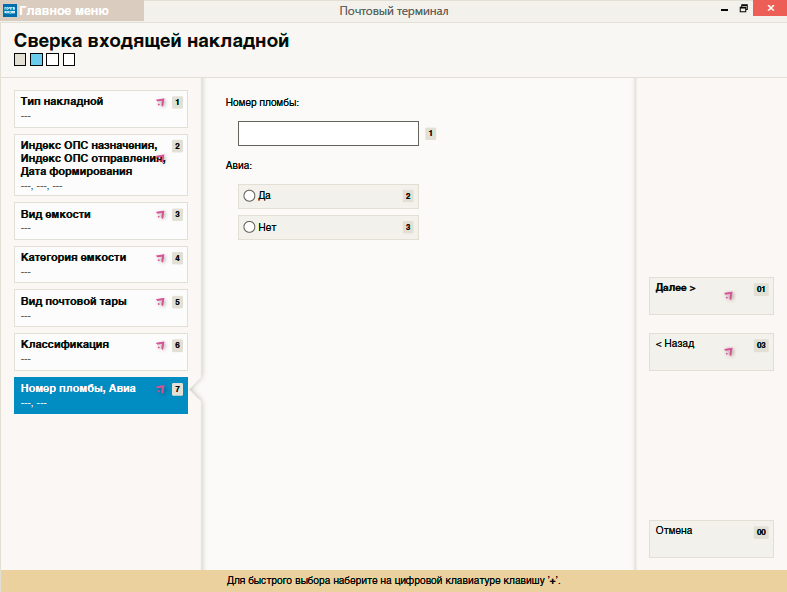 Главное меню
Почтовый терминал
Сверка входящей накладной
Тип накладной 1
---
Индекс ОПС назначения, 2
Индекс ОПС отправления,
Дата формирования
---, ---, ---
Вид емкости 3
---
Категория емкости 4
---
Вид почтовой тары 5
---
Классификация 6
---
Номер пломбы, Авиа 7
---, ---
Номер пломбы:
1
Авиа:
Да 2
Нет 3
Далее > 01
< Назад 03
Отмена 00
Для быстрого выбора наберите на цифровой клавиатуре клавишу '+'.